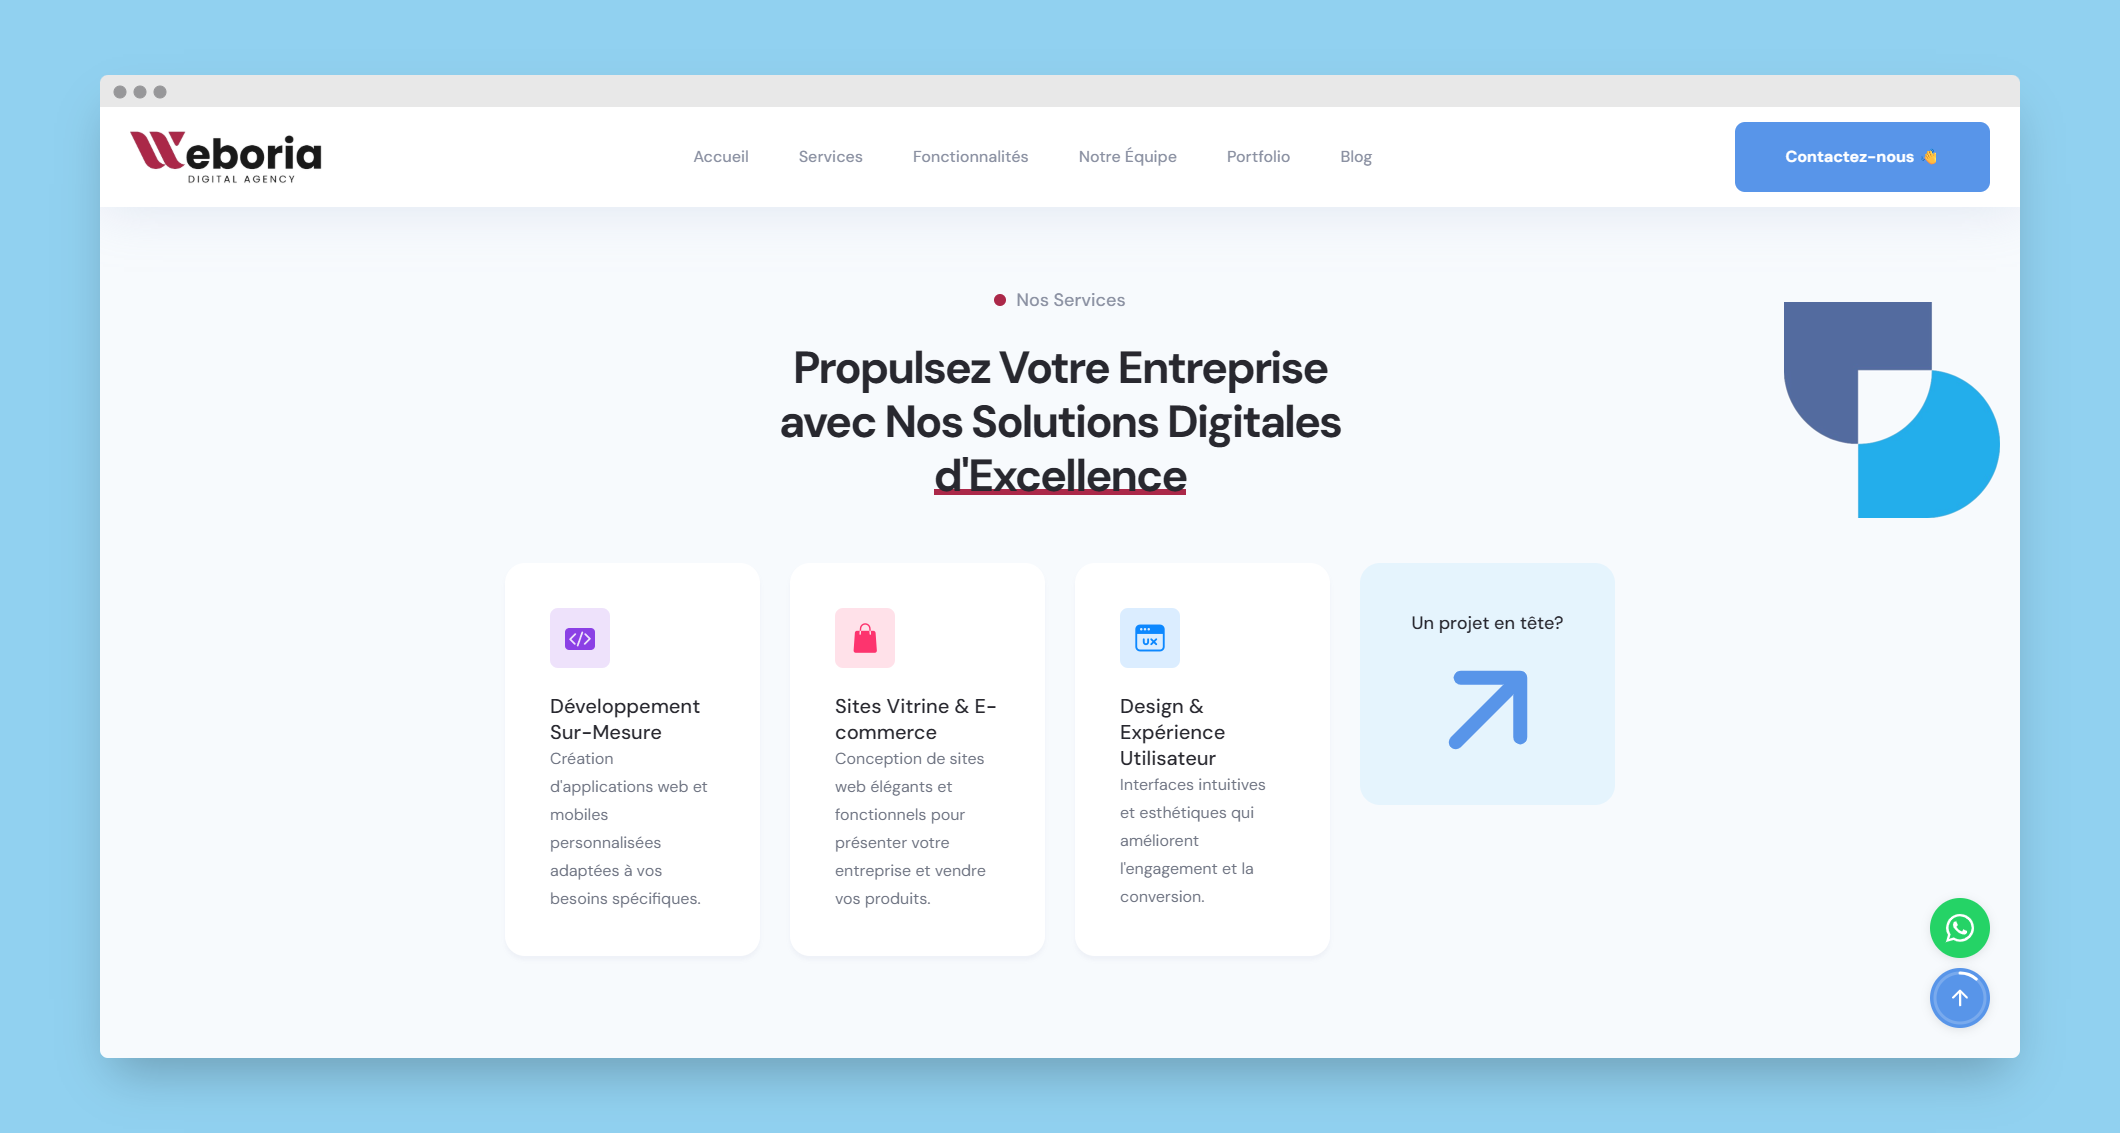 Weboria
DIGITAL AGENCY
Accueil
Services
Fonctionnalités
Notre Équipe
Portfolio
Blog
Contactez-nous 👋
Nos Services
Propulsez Votre Entreprise
avec Nos Solutions Digitales
d'Excellence
Développement
Sur-Mesure
Création
d'applications web et
mobiles
personnalisées
adaptées à vos
besoins spécifiques.
Sites Vitrine & E-
commerce
Conception de sites
web élégants et
fonctionnels pour
présenter votre
entreprise et vendre
vos produits.
UX
Design &
Expérience
Utilisateur
Interfaces intuitives
et esthétiques qui
améliorent
l'engagement et la
conversion.
Un projet en tête?